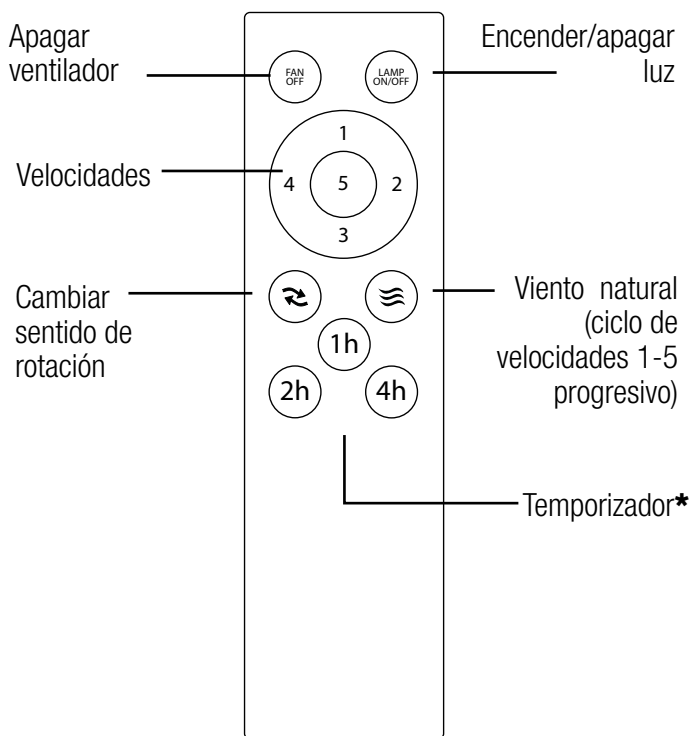 Apagar
ventilador
FAN
OFF
LAMP
ON/OFF
Encender/apagar
luz
Velocidades
1
4
5
2
3
Cambiar
sentido de
rotación
Viento natural
(ciclo de
velocidades 1-5
progresivo)
1h
2h
4h
Temporizador*